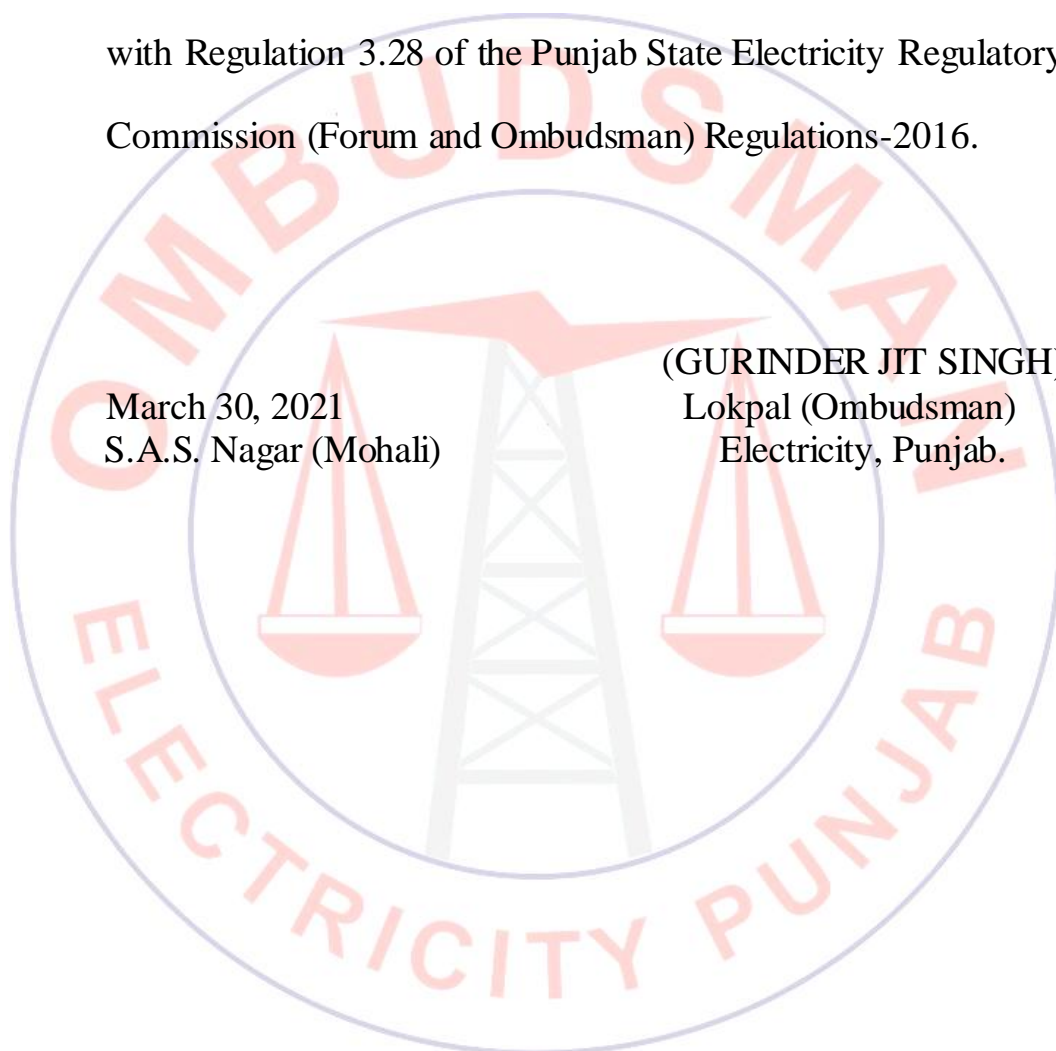 with Regulation 3.28 of the Punjab State Electricity Regulatory
Commission (Forum and Ombudsman) Regulations-2016.
(GURINDER JIT SINGH)
March 30, 2021 Lokpal (Ombudsman)
S.A.S. Nagar (Mohali) Electricity, Punjab.
OMBUDSMAN
ELECTRICITY PUNJAB